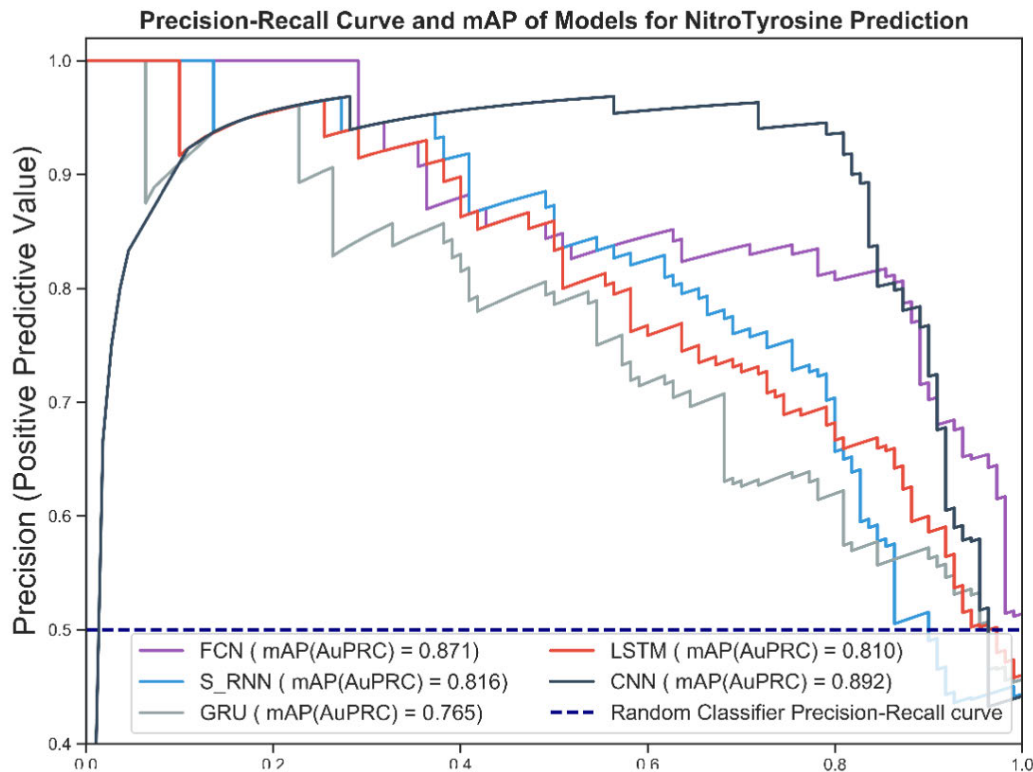 Precision-Recall Curve and mAP of Models for NitroTyrosine Prediction
Precision (Positive Predictive Value)
1.0
0.9
0.8
0.7
0.6
0.5
0.4
FCN ( mAP(AuPRC) = 0.871)
S_RNN ( mAP(AuPRC) = 0.816)
GRU ( mAP(AuPRC) = 0.765)
LSTM ( mAP(AuPRC) = 0.810)
CNN ( mAP(AuPRC) = 0.892)
Random Classifier Precision-Recall curve
0.0 0.2 0.4 0.6 0.8 1.0